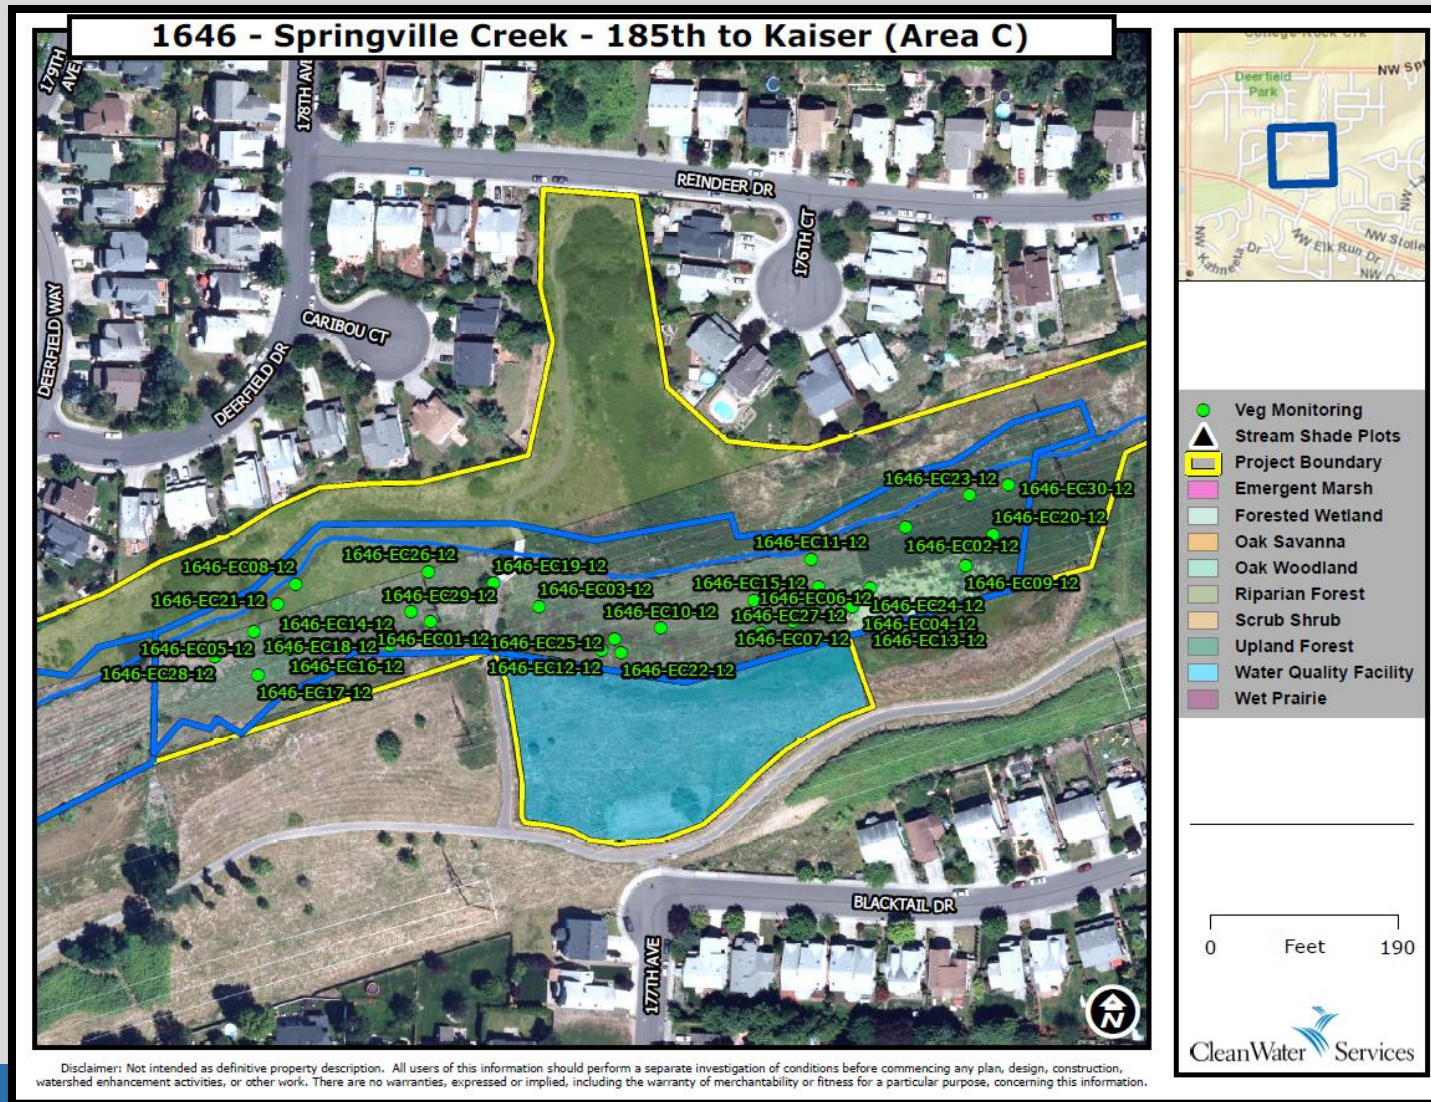 1646 - Springville Creek - 185th to Kaiser (Area C)
179TH
AVE
178TH AVE
REINDEER DR
176TH CT
CARIBOU CT
DEERFIELD WAY
DEERFIELD DR
1646-EC23-12
1646-EC30-12
1646-EC20-12
1646-EC11-12
1646-EC02-12
1646-EC26-12
1646-EC19-12
1646-EC08-12
1646-EC15-12
1646-EC09-12
1646-EC03-12
1646-EC29-12
1646-EC21-12
1646-EC06-12
1646-EC24-12
1646-EC10-12
1646-EC27-12
1646-EC14-12
1646-EC04-12
1646-EC01-12
1646-EC25-12
1646-EC07-12
1646-EC13-12
1646-EC05-12
1646-EC18-12
1646-EC16-12
1646-EC12-12
1646-EC22-12
1646-EC28-12
1646-EC17-12
BLACKTAIL DR
177TH AVE
N
Deerfield
Park
NW Elk Run Dr
NW Stolle
NW Kahneeta Dr
Veg Monitoring
Stream Shade Plots
Project Boundary
Emergent Marsh
Forested Wetland
Oak Savanna
Oak Woodland
Riparian Forest
Scrub Shrub
Upland Forest
Water Quality Facility
Wet Prairie
0 Feet 190
CleanWater Services
Disclaimer: Not intended as definitive property description. All users of this information should perform a separate investigation of conditions before commencing any plan, design, construction,
watershed enhancement activities, or other work. There are no warranties, expressed or implied, including the warranty of merchantability or fitness for a particular purpose, concerning this information.